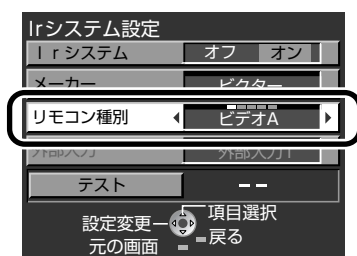 Irシステム設定
Irシステム オフ オン
メーカー ビクター
リモコン種別 ビデオA
外部入力 外部入力1
テスト --
設定変更 項目選択
元の画面 戻る